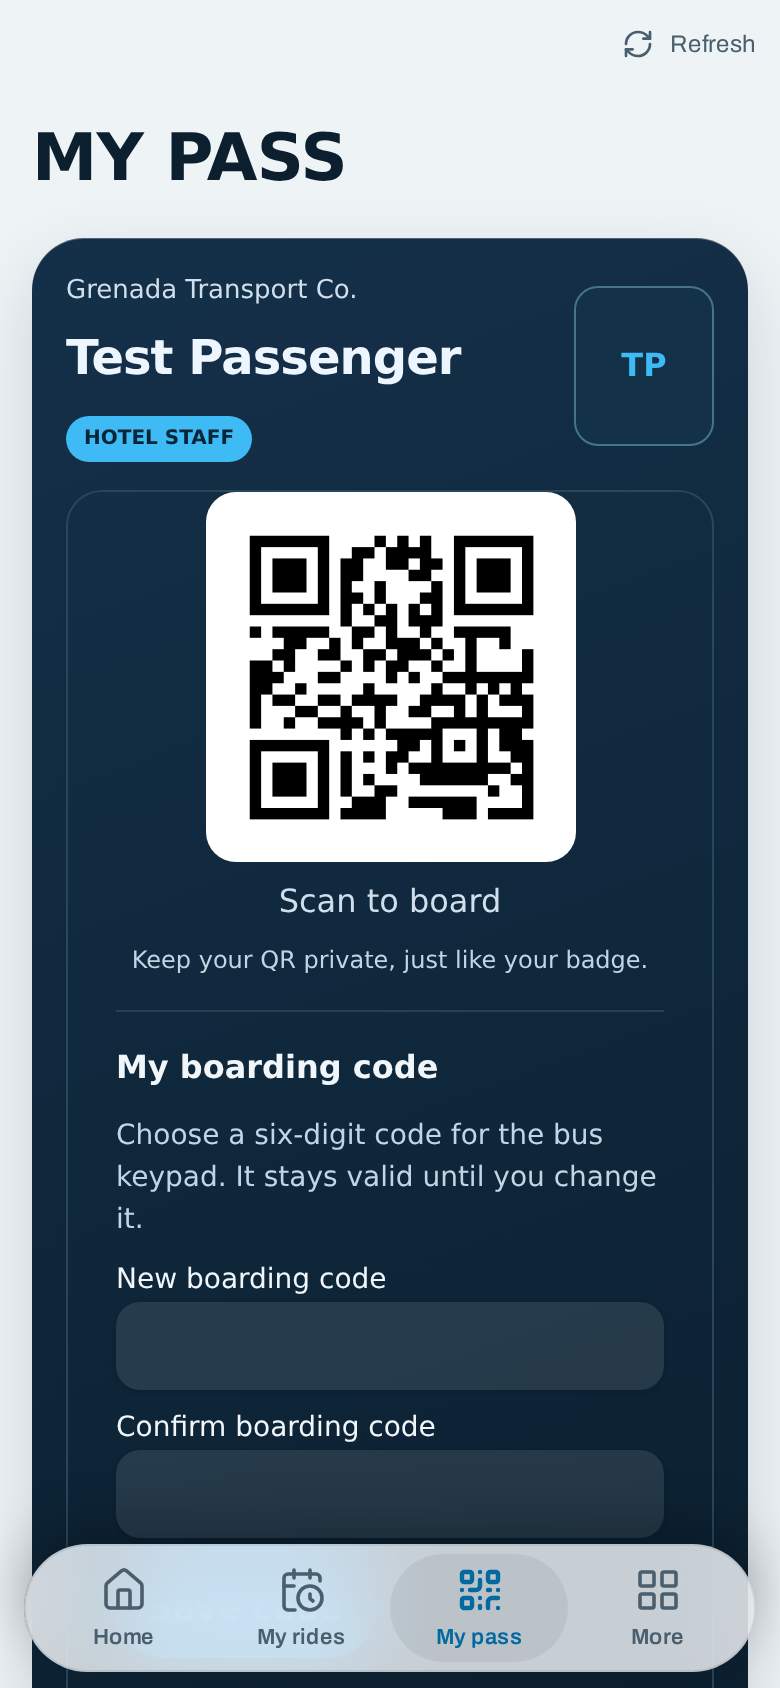 Refresh
MY PASS
Grenada Transport Co.
Test Passenger
TP
HOTEL STAFF
Scan to board
Keep your QR private, just like your badge.
My boarding code
Choose a six-digit code for the bus
keypad. It stays valid until you change
it.
New boarding code
Confirm boarding code
Home
My rides
My pass
More